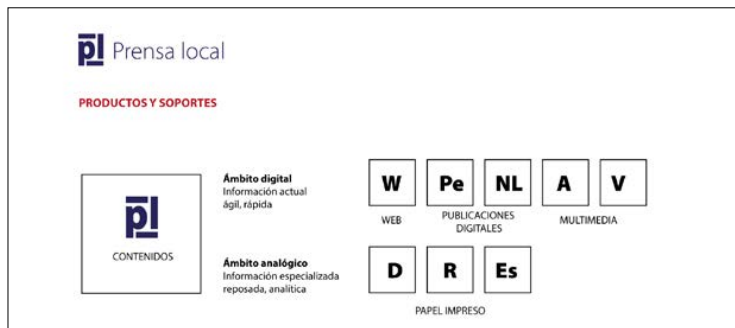 pl Prensa local
PRODUCTOS Y SOPORTES
pl
CONTENIDOS
Ámbito digital
Información actual
ágil, rápida
W Pe NL A V
WEB
PUBLICACIONES
DIGITALES
MULTIMEDIA
Ámbito analógico
Información especializada
reposada, analítica
D R Es
PAPEL IMPRESO